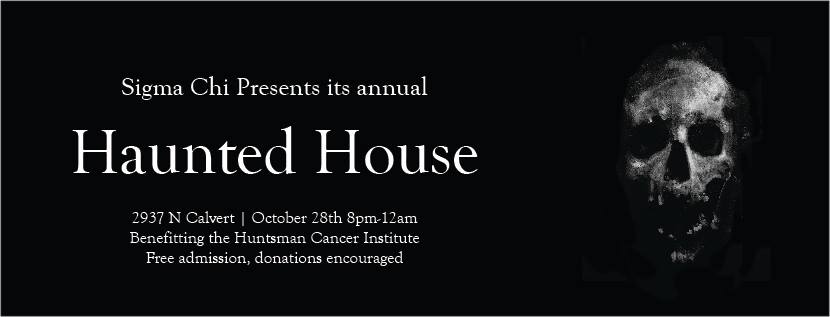 Sigma Chi Presents its annual
Haunted House
2937 N Calvert | October 28th 8pm-12am
Benefitting the Huntsman Cancer Institute
Free admission, donations encouraged